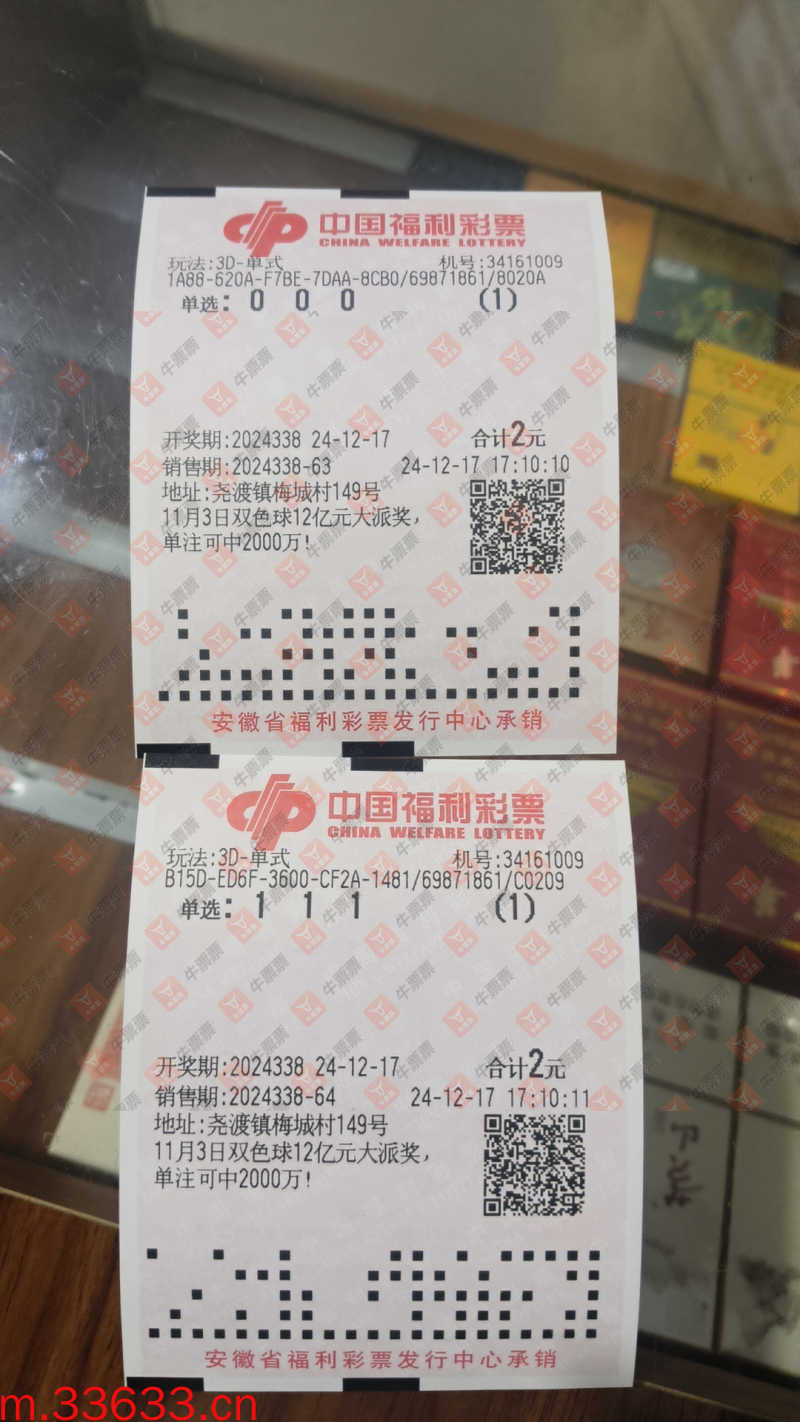 中国福利彩票
CHINA WELFARE LOTTERY
玩法:3D-单式 机号:34161009
1A88-620A-F7BE-7DAA-8CB0/69871861/8020A
单选: 0 0 0 (1)
开奖期:2024338 24-12-17 合计2元
销售期:2024338-63 24-12-17 17:10:10
地址:尧渡镇梅城村149号
11月3日双色球12亿元大派奖,
单注可中2000万!
安徽省福利彩票发行中心承销
中国福利彩票
CHINA WELFARE LOTTERY
玩法:3D-单式 机号:34161009
B15D-ED6F-3600-CF2A-1481/69871861/C0209
单选: 1 1 1 (1)
开奖期:2024338 24-12-17 合计2元
销售期:2024338-64 24-12-17 17:10:11
地址:尧渡镇梅城村149号
11月3日双色球12亿元大派奖,
单注可中2000万!
安徽省福利彩票发行中心承销
牛票票
m.33633.cn